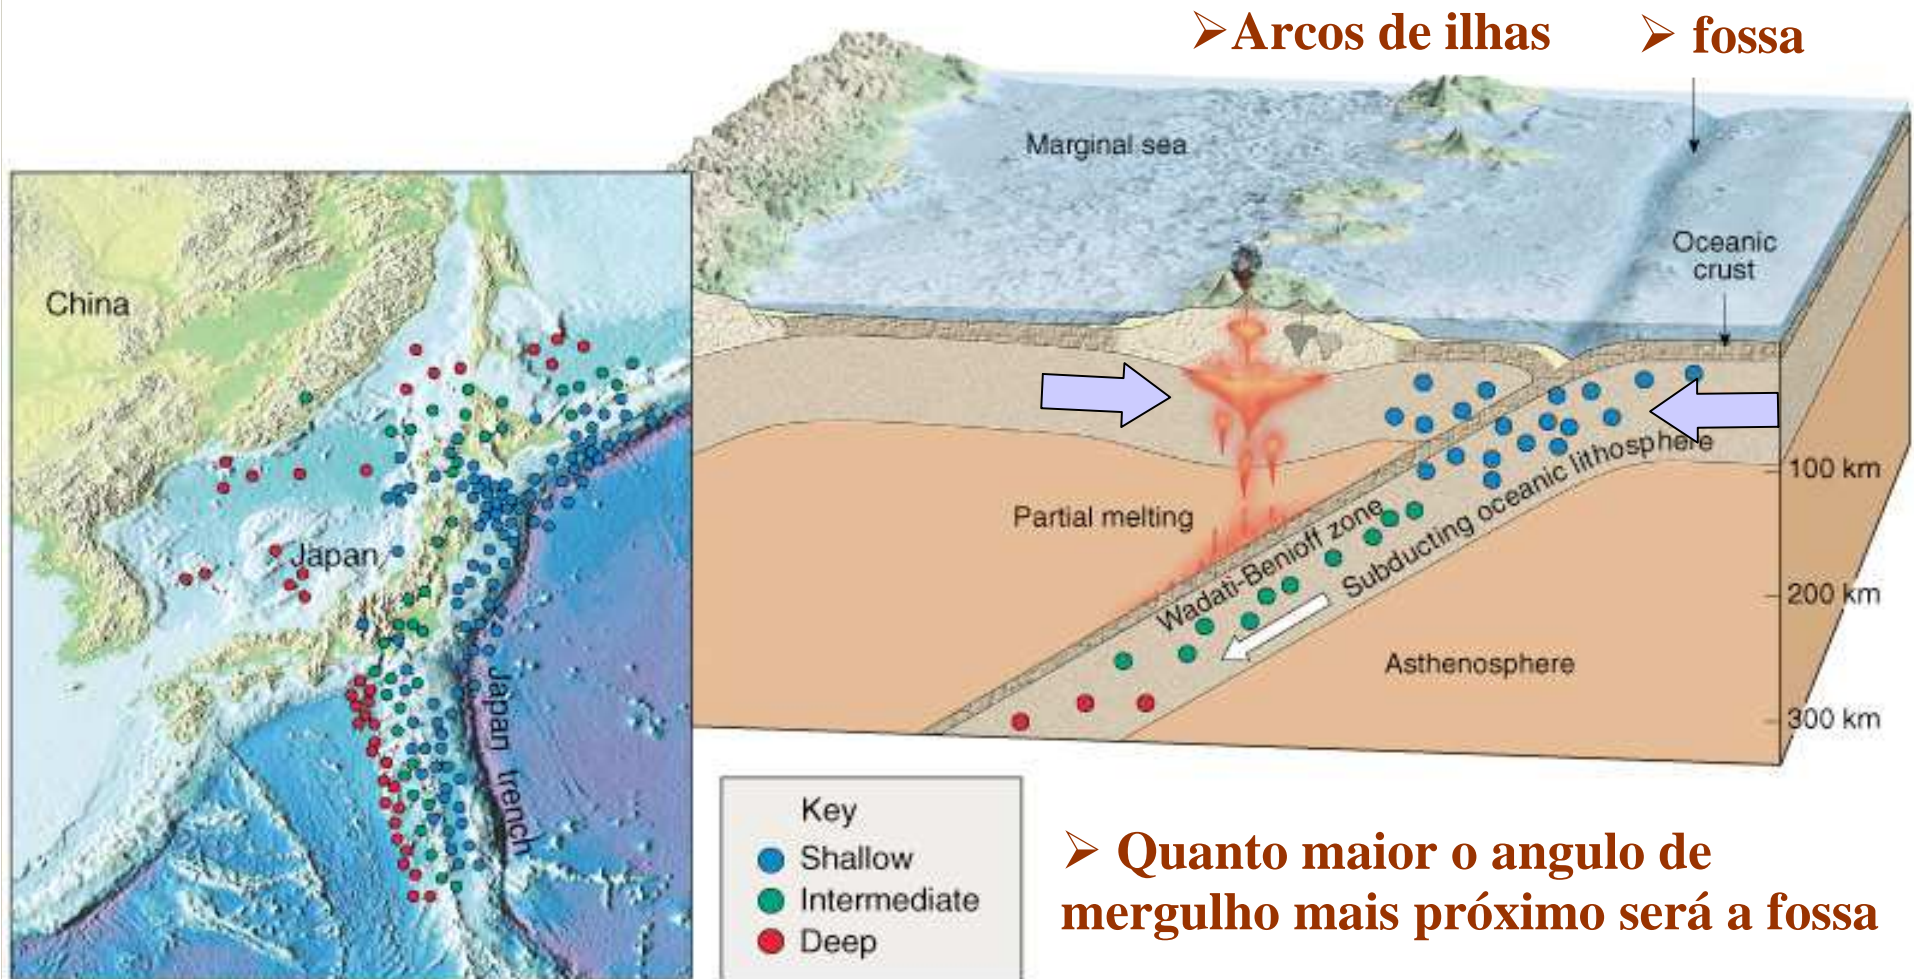 ➢Arcos de ilhas
➢ fossa
Marginal sea
Oceanic
crust
China
Japan
Japan trench
Partial melting
Wadati-Benioff zone
Subducting oceanic lithosphere
Asthenosphere
100 km
200 km
300 km
Key
Shallow
Intermediate
Deep
➢ Quanto maior o angulo de
mergulho mais próximo será a fossa